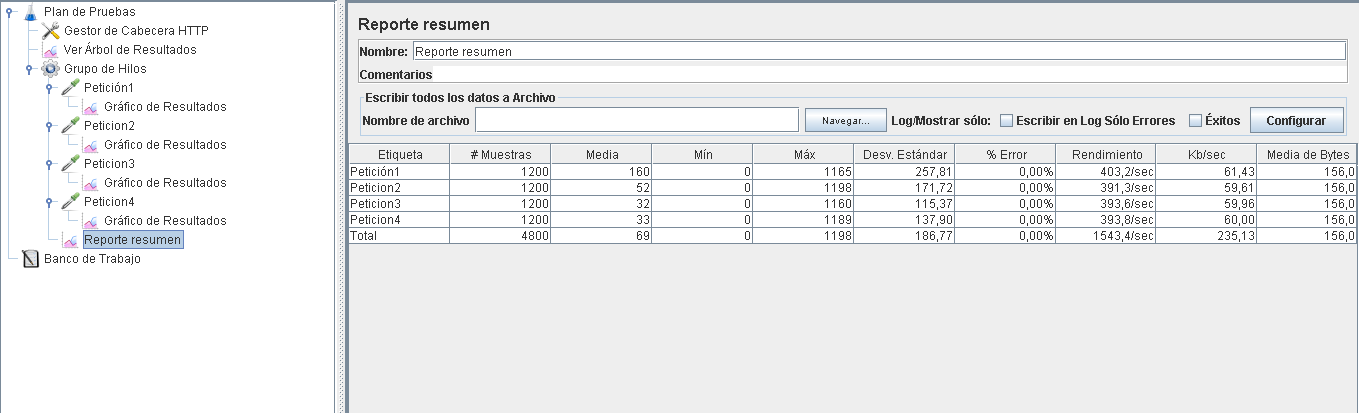 Plan de Pruebas
Gestor de Cabecera HTTP
Ver Árbol de Resultados
Grupo de Hilos
Petición1
Gráfico de Resultados
Peticion2
Gráfico de Resultados
Peticion3
Gráfico de Resultados
Peticion4
Gráfico de Resultados
Reporte resumen
Banco de Trabajo
Reporte resumen
Nombre: Reporte resumen
Comentarios
Escribir todos los datos a Archivo
Nombre de archivo Navegar... Log/Mostrar sólo: Escribir en Log Sólo Errores Éxitos Configurar
Etiqueta # Muestras Media Mín Máx Desv. Estándar % Error Rendimiento Kb/sec Media de Bytes
Petición1 1200 160 0 1165 257,81 0,00% 403,2/sec 61,43 156,0
Peticion2 1200 52 0 1198 171,72 0,00% 391,3/sec 59,61 156,0
Peticion3 1200 32 0 1160 115,37 0,00% 393,6/sec 59,96 156,0
Peticion4 1200 33 0 1189 137,90 0,00% 393,8/sec 60,00 156,0
Total 4800 69 0 1198 186,77 0,00% 1543,4/sec 235,13 156,0